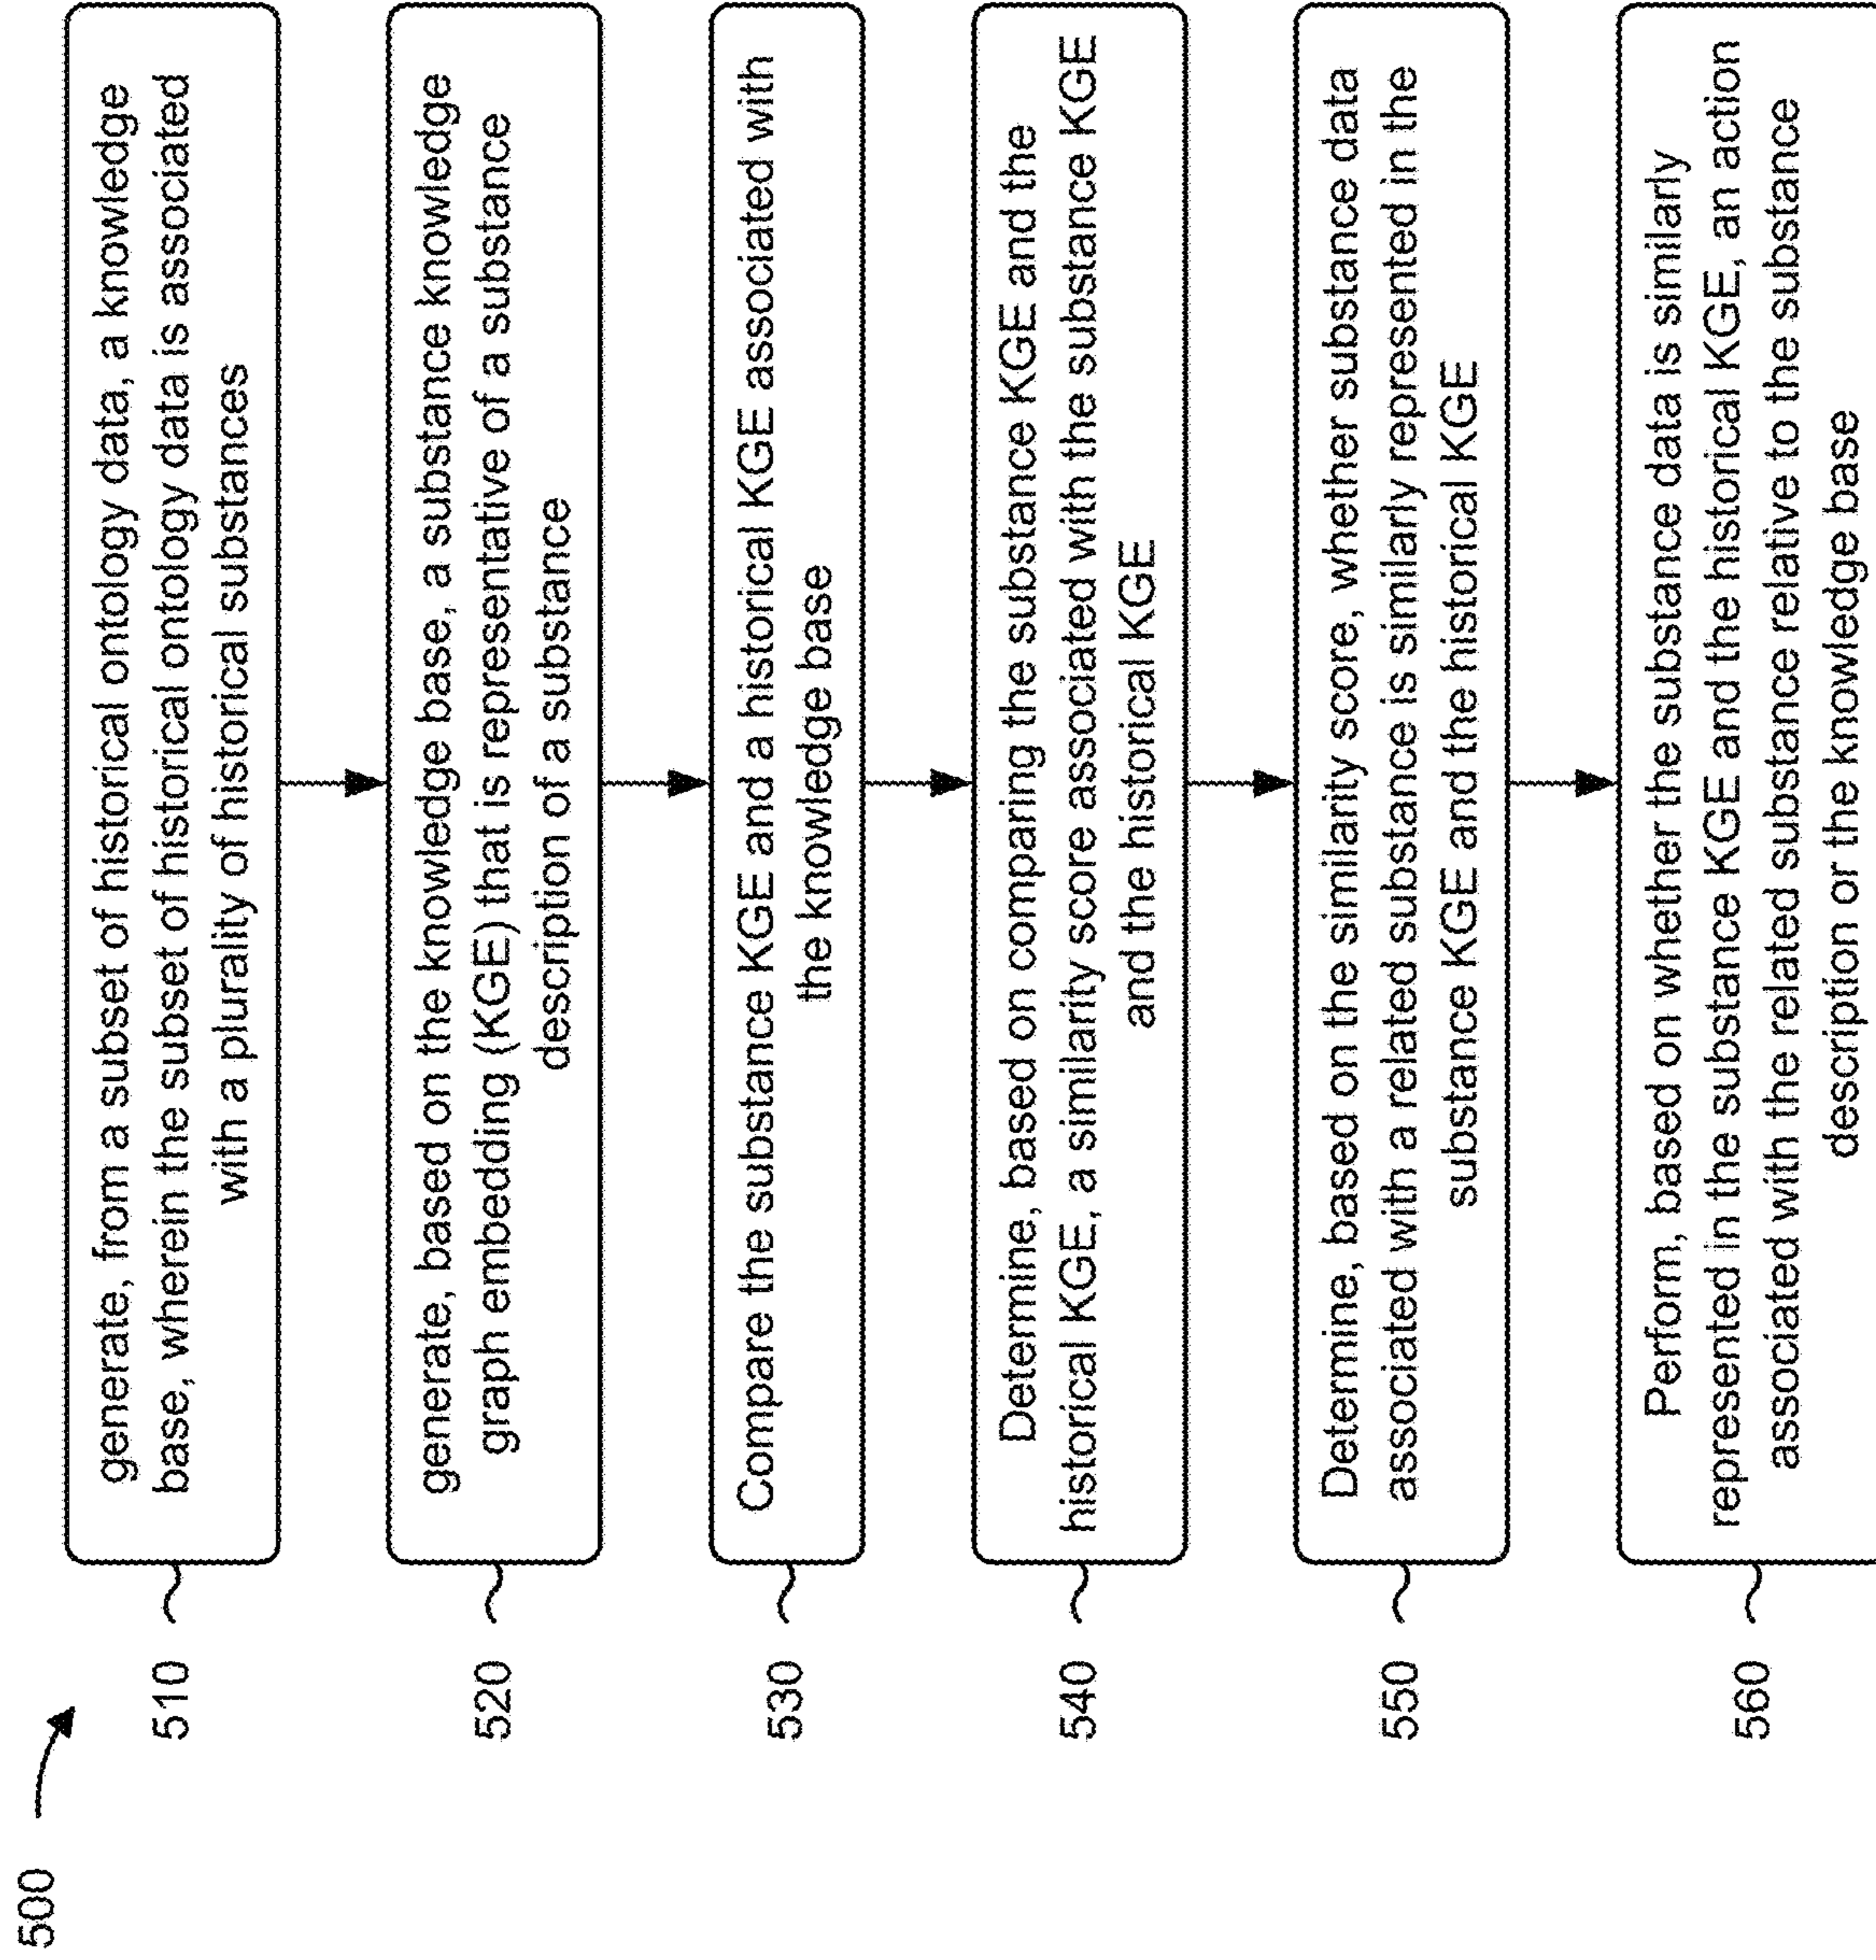 500
510
generate, from a subset of historical ontology data, a knowledge
base, wherein the subset of historical ontology data is associated
with a plurality of historical substances
520
generate, based on the knowledge base, a substance knowledge
graph embedding (KGE) that is representative of a substance
description of a substance
530
Compare the substance KGE and a historical KGE associated with
the knowledge base
540
Determine, based on comparing the substance KGE and the
historical KGE, a similarity score associated with the substance KGE
and the historical KGE
550
Determine, based on the similarity score, whether substance data
associated with a related substance is similarly represented in the
substance KGE and the historical KGE
560
Perform, based on whether the substance data is similarly
represented in the substance KGE and the historical KGE, an action
associated with the related substance relative to the substance
description or the knowledge base